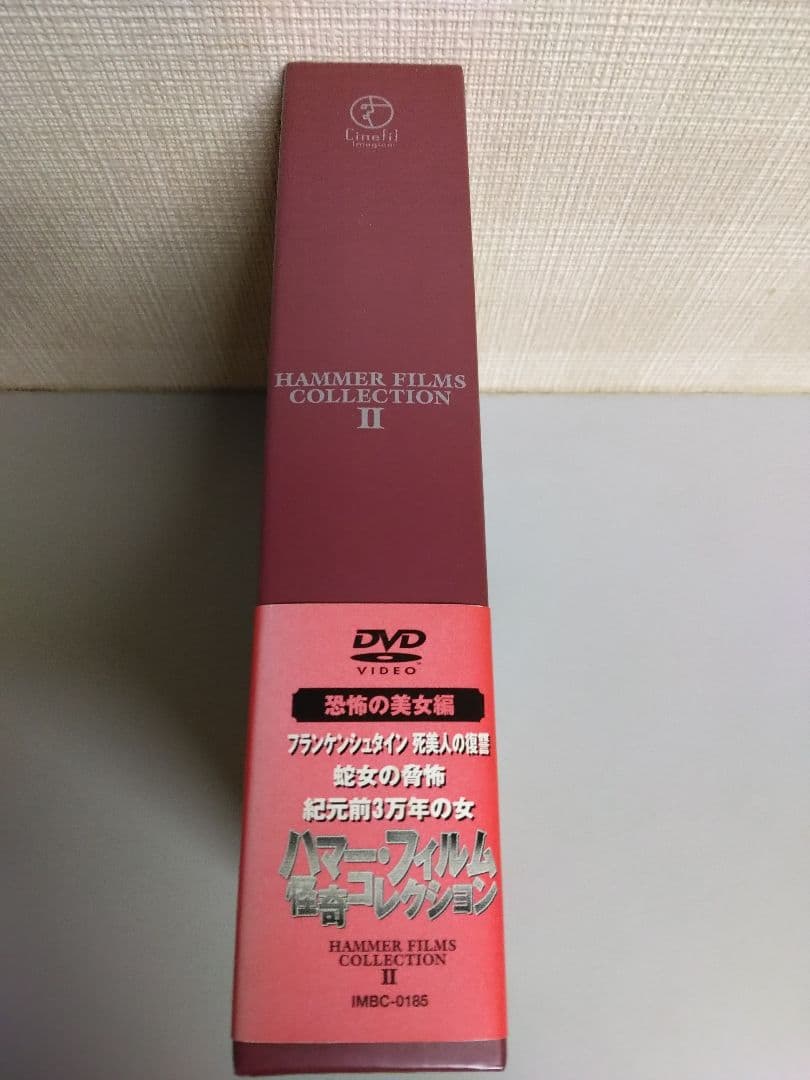 Cinefil
Imagica
HAMMER FILMS
COLLECTION
II
DVD
VIDEO
恐怖の美女編
フランケンシュタイン 死美人の復讐
蛇女の脅怖
紀元前3万年の女
ハマー・フィルム
怪奇コレクション
HAMMER FILMS
COLLECTION
II
IMBC-0185